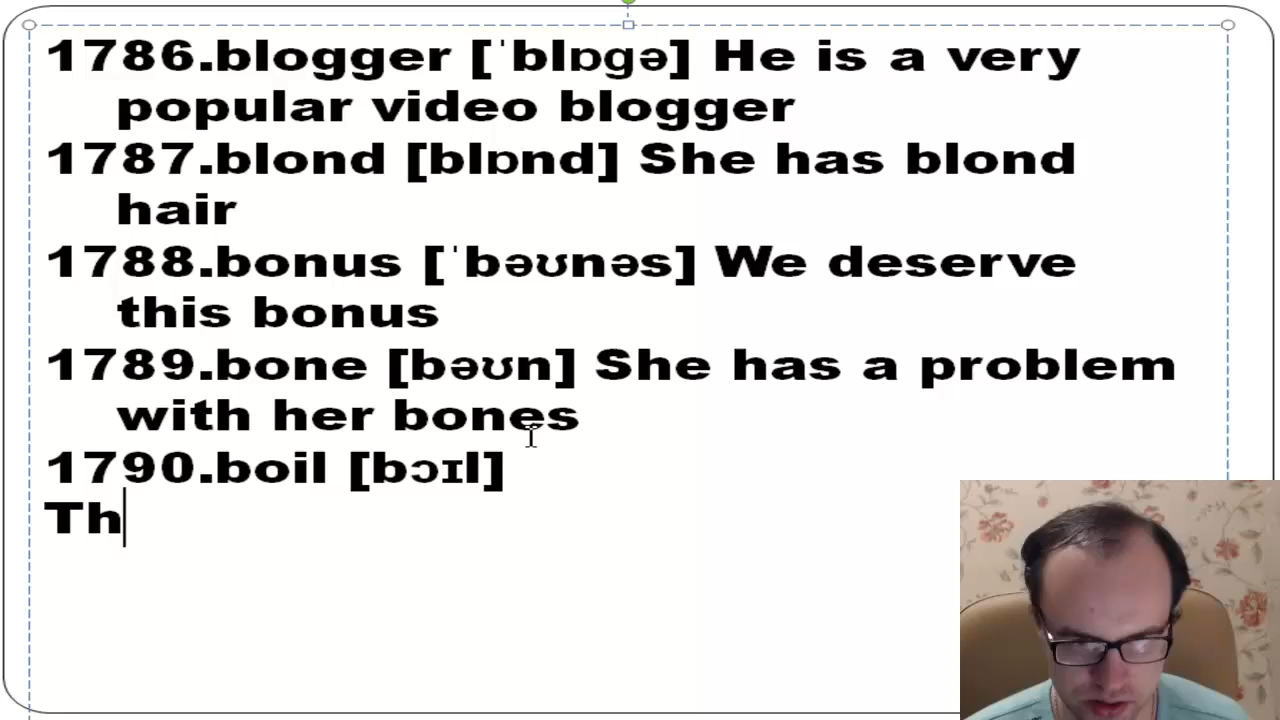 1786.blogger [ˈblɒgə] He is a very
popular video blogger
1787.blond [blɒnd] She has blond
hair
1788.bonus [ˈbəʊnəs] We deserve
this bonus
1789.bone [bəʊn] She has a problem
with her bones
1790.boil [bɔɪl]
Th